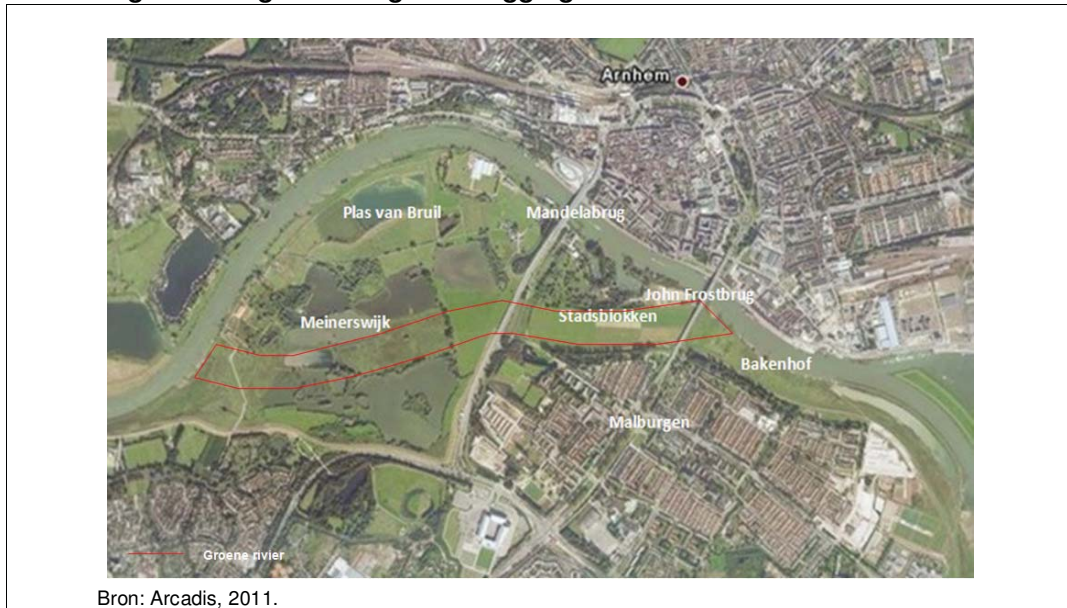 Arnhem
Plas van Bruil
Mandelabrug
John Frostbrug
Meinerswijk
Stadsblokken
Bakenhof
Malburgen
Groene rivier
Bron: Arcadis, 2011.